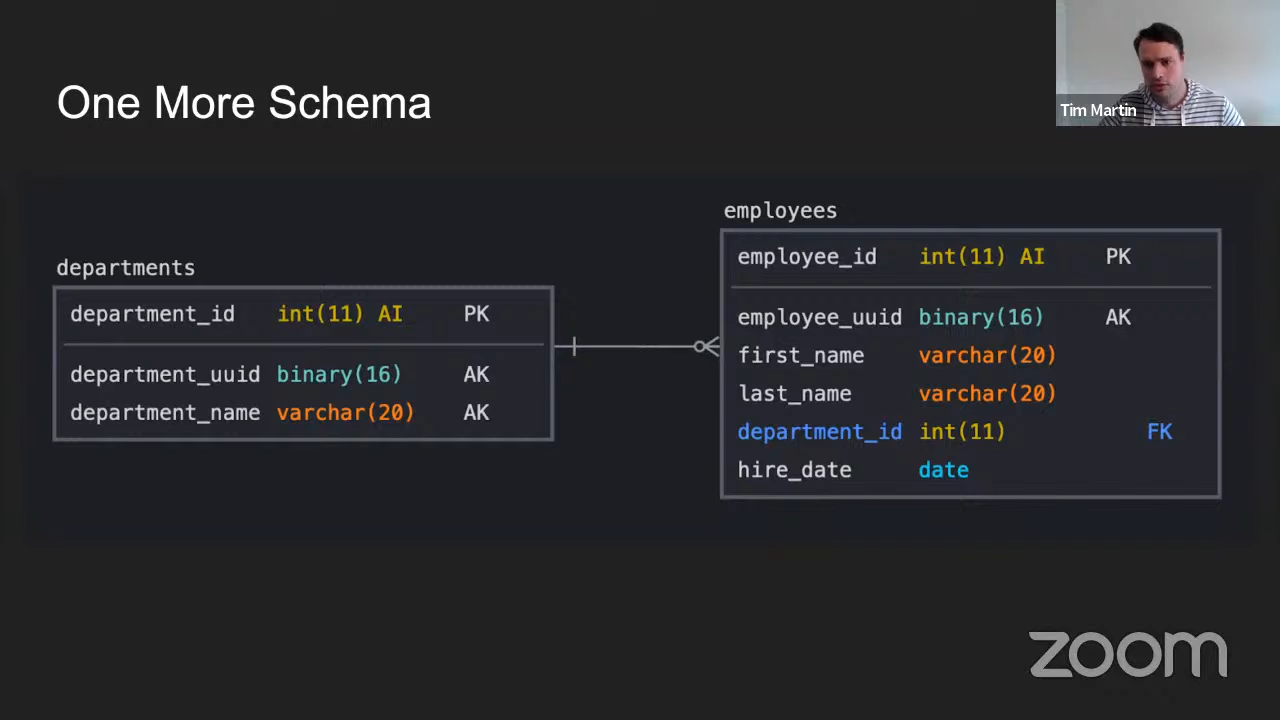 One More Schema
Tim Martin
departments
department_id int(11) AI PK
department_uuid binary(16) AK
department_name varchar(20) AK
employees
employee_id int(11) AI PK
employee_uuid binary(16) AK
first_name varchar(20)
last_name varchar(20)
department_id int(11) FK
hire_date date
zoom